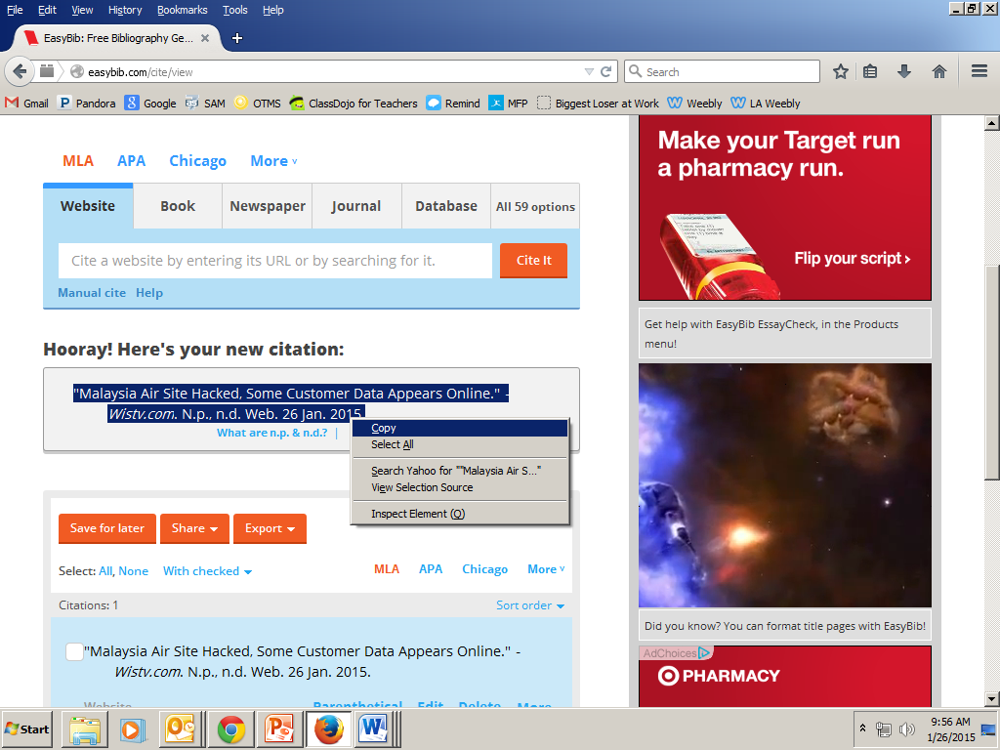 File Edit View History Bookmarks Tools Help
EasyBib: Free Bibliography Ge...
easybib.com/cite/view
Search
Gmail Pandora Google SAM OTMS ClassDojo for Teachers Remind MFP Biggest Loser at Work Weebly LA Weebly
MLA APA Chicago More
Website Book Newspaper Journal Database All 59 options
Cite a website by entering its URL or by searching for it. Cite It
Manual cite Help
Hooray! Here's your new citation:
"Malaysia Air Site Hacked, Some Customer Data Appears Online." -
Wistv.com. N.p., n.d. Web. 26 Jan. 2015.
What are n.p. & n.d.? |
Copy
Select All
Search Yahoo for ""Malaysia Air S..."
View Selection Source
Inspect Element (Q)
Save for later Share Export
Select: All, None With checked MLA APA Chicago More
Citations: 1 Sort order
"Malaysia Air Site Hacked, Some Customer Data Appears Online." -
Wistv.com. N.p., n.d. Web. 26 Jan. 2015.
Website Parenthetical Edit Delete More
Make your Target run
a pharmacy run.
Flip your script ›
Get help with EasyBib EssayCheck, in the Products
menu!
Did you know? You can format title pages with EasyBib!
AdChoices
PHARMACY
Start
9:56 AM
1/26/2015